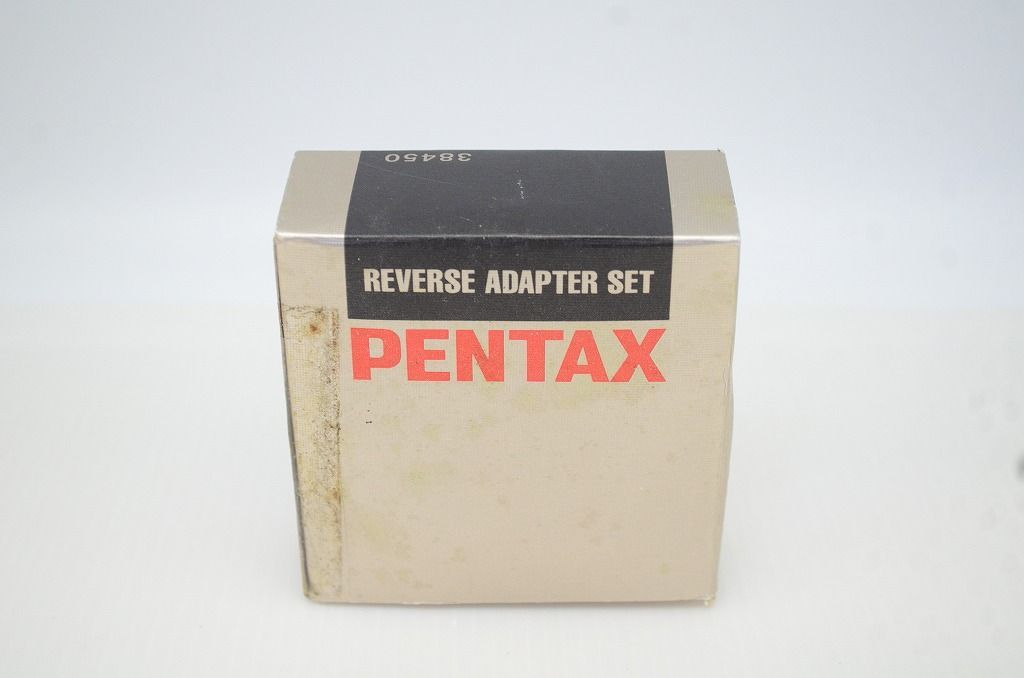 38450
REVERSE ADAPTER SET
PENTAX